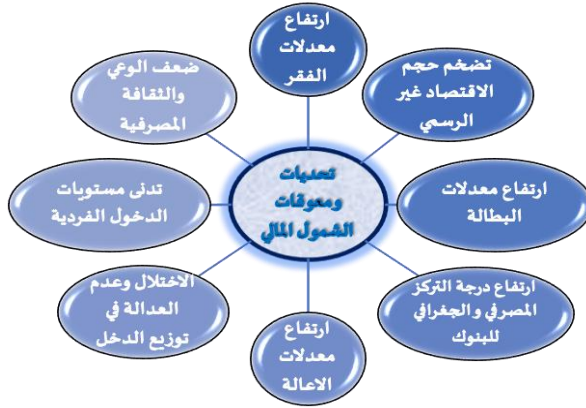 تحديات
ومعوقات
الشمول المالي
ارتفاع
معدلات
الفقر
تضخم حجم
الاقتصاد غير
الرسمي
ارتفاع معدلات
البطالة
ارتفاع درجة التركز
المصرفي والجغرافي
للبنوك
ارتفاع
معدلات
الاعالة
الاختلال وعدم
العدالة في
توزيع الدخل
تدنى مستويات
الدخول الفردية
ضعف الوعي
والثقافة
المصرفية